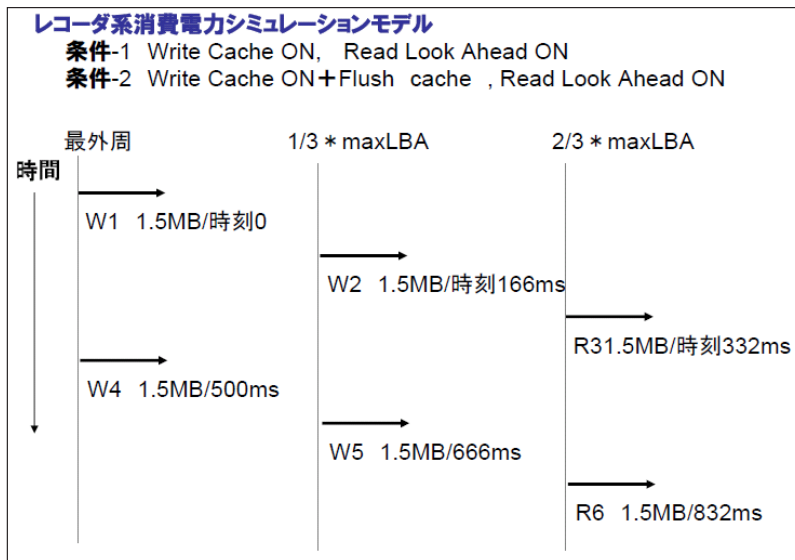 レコーダ系消費電力シミュレーションモデル
条件-1 Write Cache ON, Read Look Ahead ON
条件-2 Write Cache ON+Flush cache , Read Look Ahead ON
最外周 1/3*maxLBA 2/3*maxLBA
時間
W1 1.5MB/時刻0
W2 1.5MB/時刻166ms
R31.5MB/時刻332ms
W4 1.5MB/500ms
W5 1.5MB/666ms
R6 1.5MB/832ms